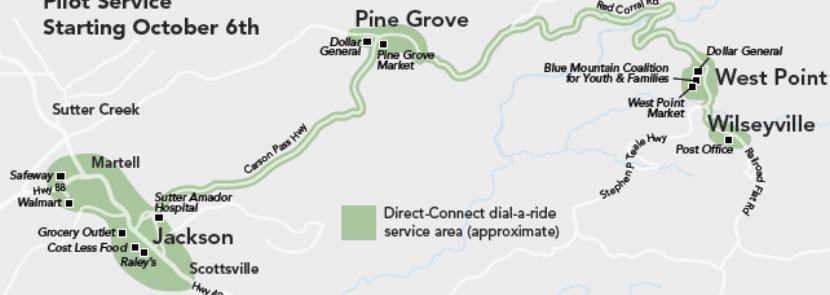 Pilot Service
Starting October 6th
Pine Grove
Red Corral Rd
Dollar
General
Pine Grove
Market
Dollar General
Blue Mountain Coalition
for Youth & Families
West Point
West Point
Market
Wilseyville
Post Office
Stephen P Teale Hwy
Railroad Flat Rd
Sutter Creek
Carson Pass Hwy
Martell
Safeway
Hwy 88
Walmart
Sutter Amador
Hospital
Grocery Outlet
Jackson
Cost Less Food
Raley's
Scottsville
Hwy 49
Direct-Connect dial-a-ride
service area (approximate)